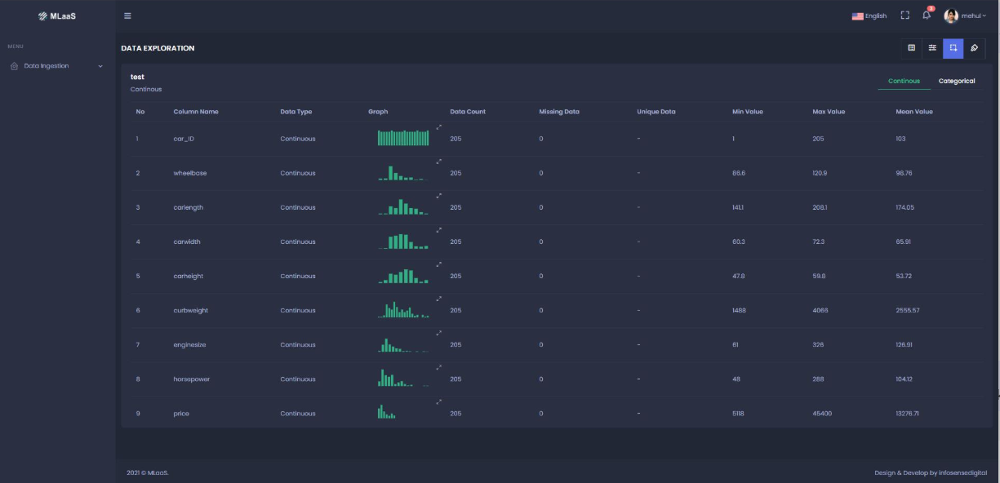 MLaaS
English
3
mehul
MENU
Data Ingestion
DATA EXPLORATION
test
Continous
Continous Categorical
No Column Name Data Type Graph Data Count Missing Data Unique Data Min Value Max Value Mean Value
1 car_ID Continuous 205 0 - 1 205 103
2 wheelbase Continuous 205 0 - 86.6 120.9 98.76
3 carlength Continuous 205 0 - 141.1 208.1 174.05
4 carwidth Continuous 205 0 - 60.3 72.3 65.91
5 carheight Continuous 205 0 - 47.8 59.8 53.72
6 curbweight Continuous 205 0 - 1488 4066 2555.57
7 enginesize Continuous 205 0 - 61 326 126.91
8 horsepower Continuous 205 0 - 48 288 104.12
9 price Continuous 205 0 - 5118 45400 13276.71
2021 © MLaaS.
Design & Develop by infosensedigital